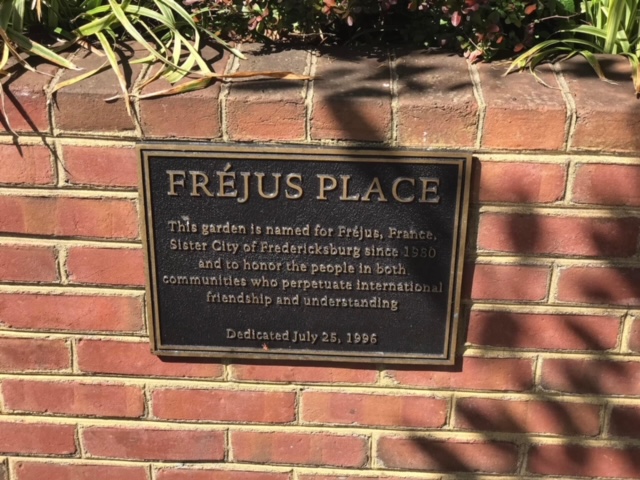 FRÉJUS PLACE
This garden is named for Fréjus, France,
Sister City of Fredericksburg since 1980
and to honor the people in both
communities who perpetuate international
friendship and understanding
Dedicated July 25, 1996